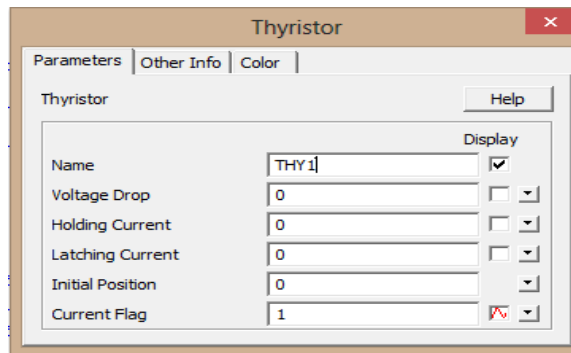 Thyristor
Parameters Other Info Color
Thyristor Help
Display
Name THY1
Voltage Drop 0
Holding Current 0
Latching Current 0
Initial Position 0
Current Flag 1